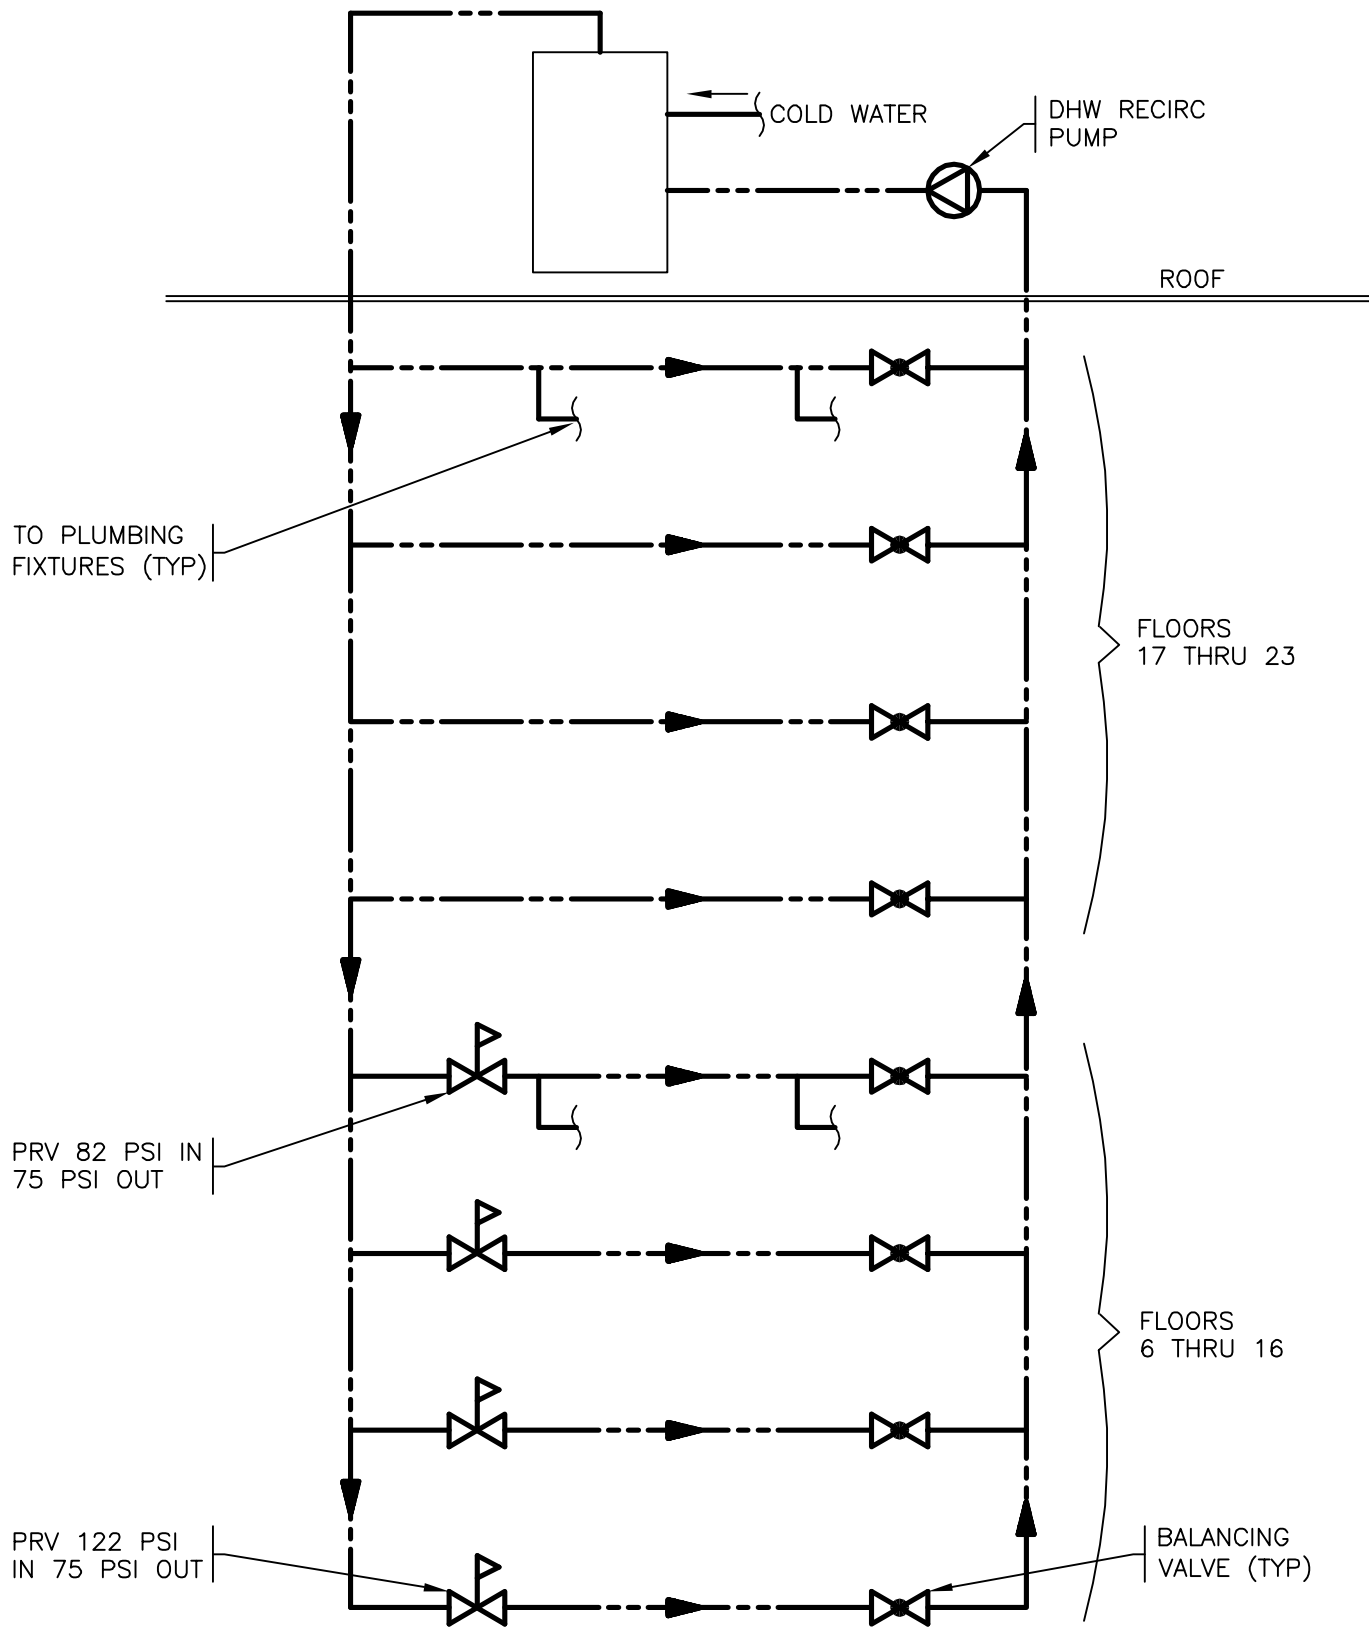 COLD WATER
DHW RECIRC
PUMP
ROOF
TO PLUMBING
FIXTURES (TYP)
FLOORS
17 THRU 23
PRV 82 PSI IN
75 PSI OUT
FLOORS
6 THRU 16
PRV 122 PSI
IN 75 PSI OUT
BALANCING
VALVE (TYP)